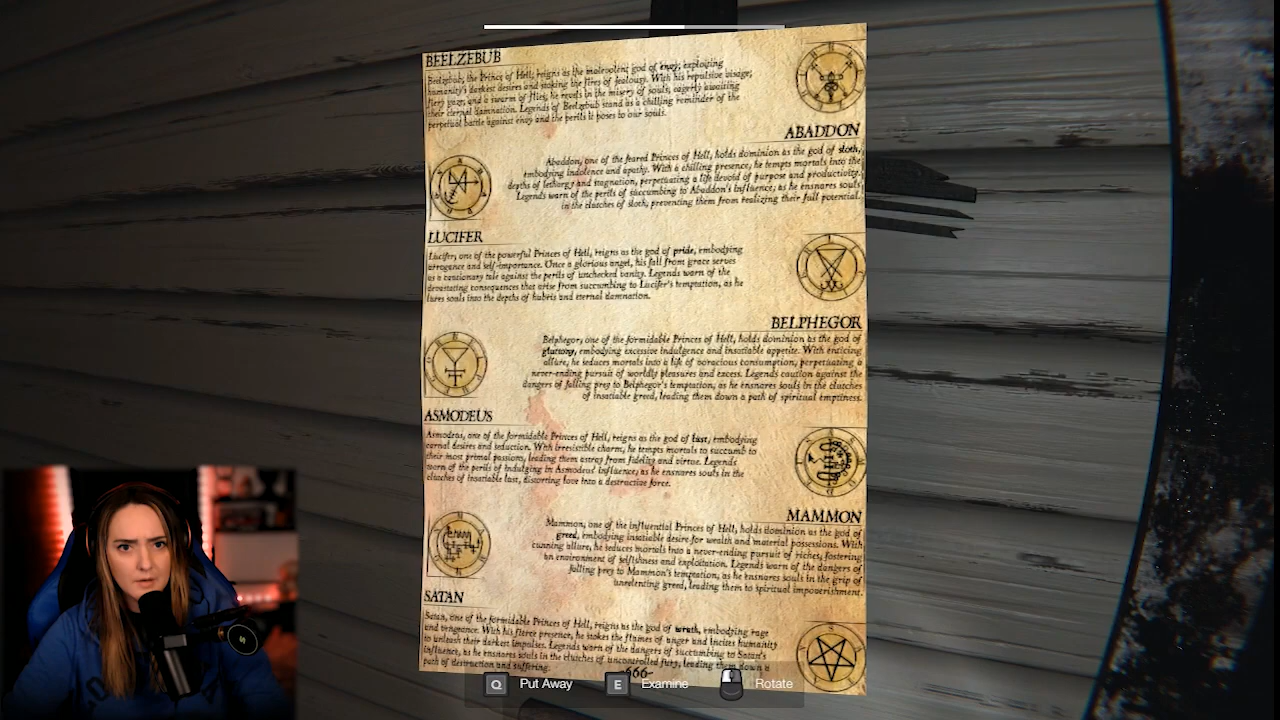 BEELZEBUB
Beelzebub, the Prince of Hell, reigns as the malevolent god of envy, exploiting
humanity's darkest desires and stoking the fires of jealousy. With his repulsive visage,
fiery gaze, and a swarm of flies, he revels in the misery of souls, eagerly awaiting
their eternal damnation. Legends of Beelzebub stand as a chilling reminder of the
perpetual battle against envy and the perils it poses to our souls.
ABADDON
Abaddon, one of the feared Princes of Hell, holds dominion as the god of sloth,
embodying indolence and apathy. With a chilling presence, he tempts mortals into the
depths of lethargy and stagnation, perpetuating a life devoid of purpose and productivity.
Legends warn of the perils of succumbing to Abaddon's influence, as he ensnares souls
in the clutches of sloth, preventing them from realizing their full potential.
LUCIFER
Lucifer, one of the powerful Princes of Hell, reigns as the god of pride, embodying
arrogance and self-importance. Once a glorious angel, his fall from grace serves
as a cautionary tale against the perils of unchecked vanity. Legends warn of the
devastating consequences that arise from succumbing to Lucifer's temptation, as he
lures souls into the depths of hubris and eternal damnation.
BELPHEGOR
Belphegor, one of the formidable Princes of Hell, holds dominion as the god of
gluttony, embodying excessive indulgence and insatiable appetite. With enticing
allure, he seduces mortals into a life of voracious consumption, perpetuating a
never-ending pursuit of worldly pleasures and excess. Legends caution against the
dangers of falling prey to Belphegor's temptation, as he ensnares souls in the clutches
of insatiable greed, leading them down a path of spiritual emptiness.
ASMODEUS
Asmodeus, one of the formidable Princes of Hell, reigns as the god of lust, embodying
carnal desires and seduction. With irresistible charm, he tempts mortals to succumb to
their most primal passions, leading them astray from fidelity and virtue. Legends
warn of the perils of indulging in Asmodeus' influence, as he ensnares souls in the
clutches of insatiable lust, distorting love into a destructive force.
MAMMON
Mammon, one of the influential Princes of Hell, holds dominion as the god of
greed, embodying insatiable desire for wealth and material possessions. With
cunning allure, he seduces mortals into a never-ending pursuit of riches, fostering
an environment of selfishness and exploitation. Legends warn of the dangers of
falling prey to Mammon's temptation, as he ensnares souls in the grip of
unrelenting greed, leading them to spiritual impoverishment.
SATAN
Satan, one of the formidable Princes of Hell, reigns as the god of wrath, embodying rage
and vengeance. With his fierce presence, he stokes the flames of anger and incites humanity
to unleash their darkest impulses. Legends warn of the dangers of succumbing to Satan's
influence, as he ensnares souls in the clutches of uncontrolled fury, leading them down a
path of destruction and suffering.
-666-
Q Put Away E Examine Rotate